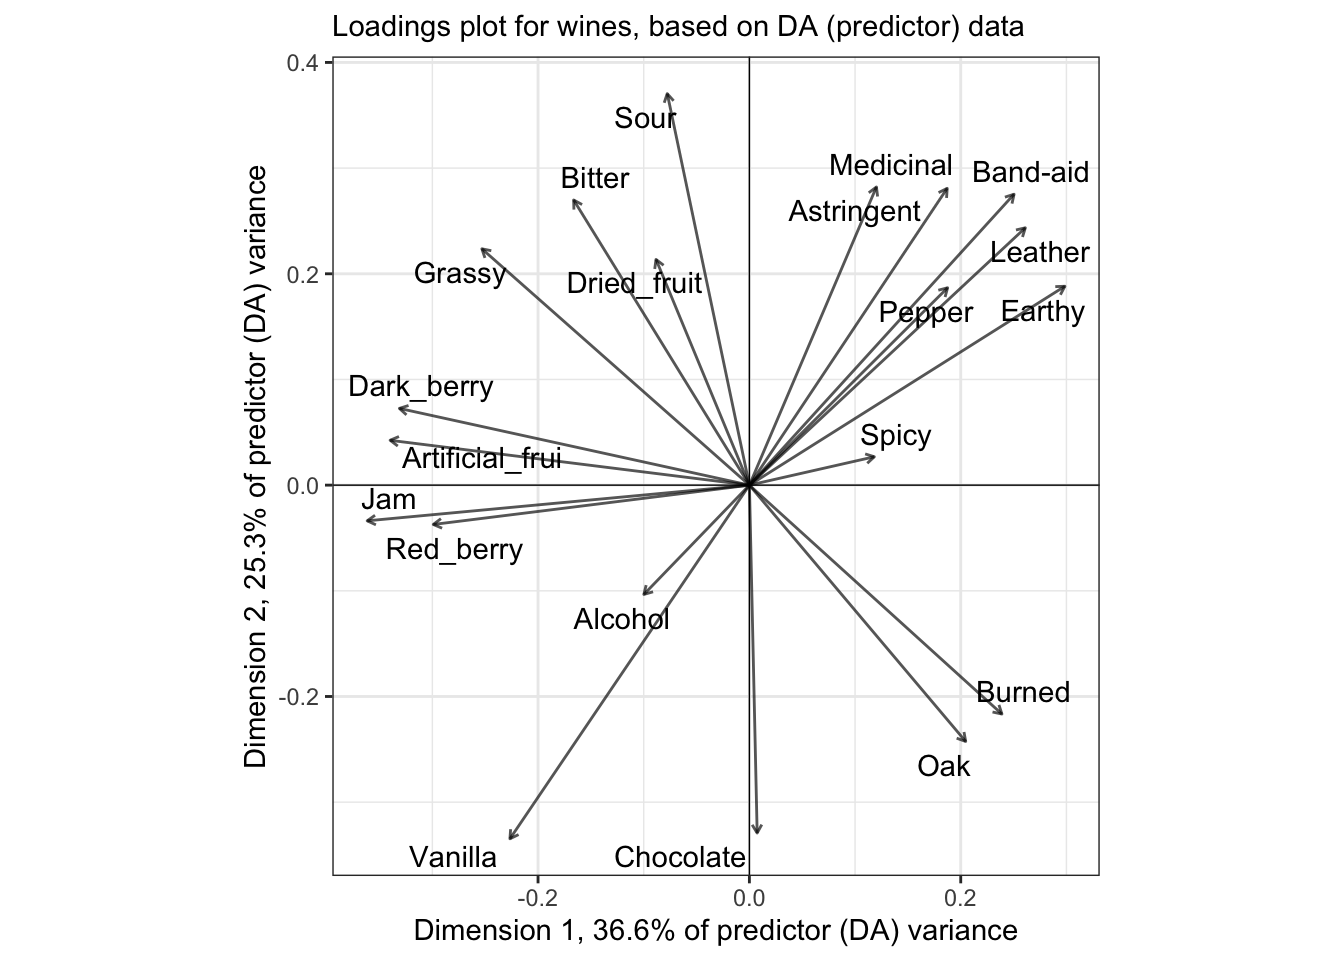 Loadings plot for wines, based on DA (predictor) data
0.4
Sour
Medicinal
Band-aid
Bitter
Astringent
Leather
0.2
Grassy
Dried_fruit
Pepper
Earthy
Dark_berry
Spicy
Artificial_frui
0.0
Jam
Red_berry
Alcohol
-0.2
Burned
Oak
Vanilla
Chocolate
-0.2
0.0
0.2
Dimension 1, 36.6% of predictor (DA) variance
Dimension 2, 25.3% of predictor (DA) variance